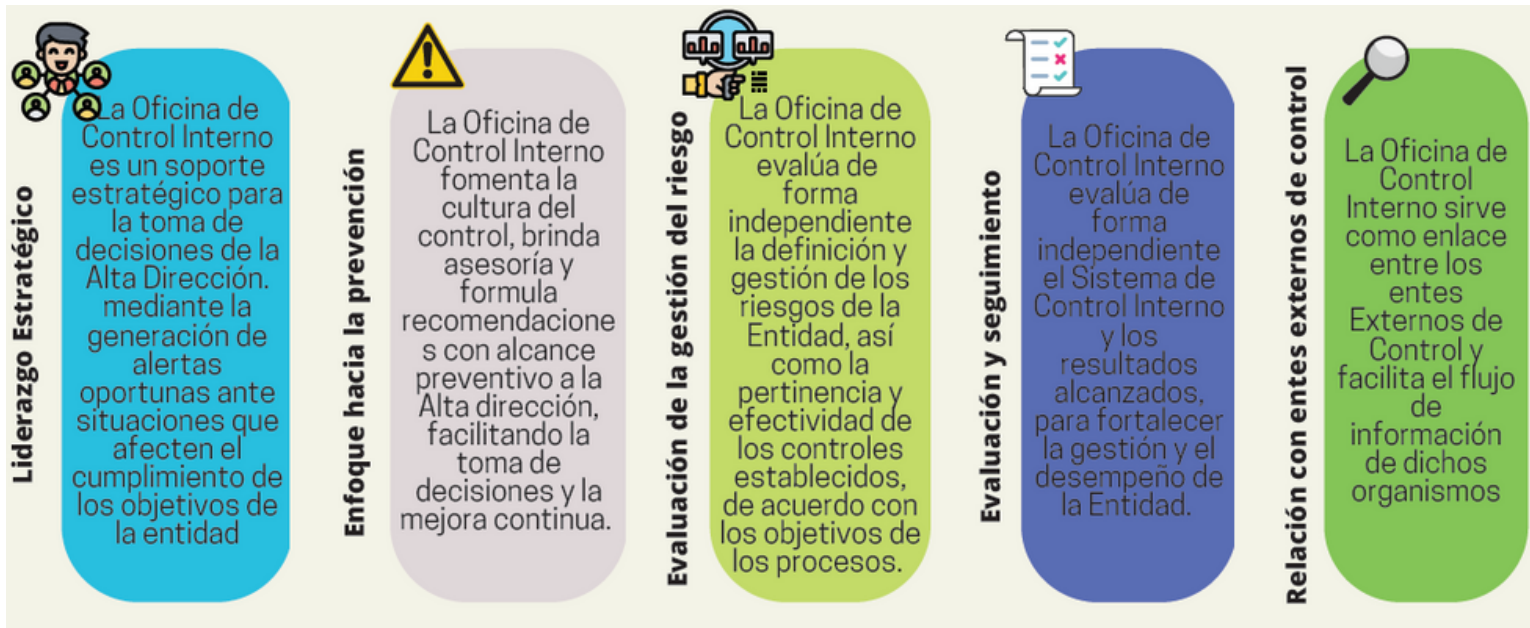 Liderazgo Estratégico
La Oficina de
Control Interno
es un soporte
estratégico para
la toma de
decisiones de la
Alta Dirección.
mediante la
generación de
alertas
oportunas ante
situaciones que
afecten el
cumplimiento de
los objetivos de
la entidad
Enfoque hacia la prevención
La Oficina de
Control Interno
fomenta la
cultura del
control, brinda
asesoría y
formula
recomendacione
s con alcance
preventivo a la
Alta dirección,
facilitando la
toma de
decisiones y la
mejora continua.
Evaluación de la gestión del riesgo
La Oficina de
Control Interno
evalúa de
forma
independiente
la definición y
gestión de los
riesgos de la
Entidad, así
como la
pertinencia y
efectividad de
los controles
establecidos,
de acuerdo con
los objetivos de
los procesos.
Evaluación y seguimiento
La Oficina de
Control Interno
evalúa de
forma
independiente
el Sistema de
Control Interno
y los
resultados
alcanzados,
para fortalecer
la gestión y el
desempeño de
la Entidad.
Relación con entes externos de control
La Oficina de
Control
Interno sirve
como enlace
entre los
entes
Externos de
Control y
facilita el flujo
de
información
de dichos
organismos